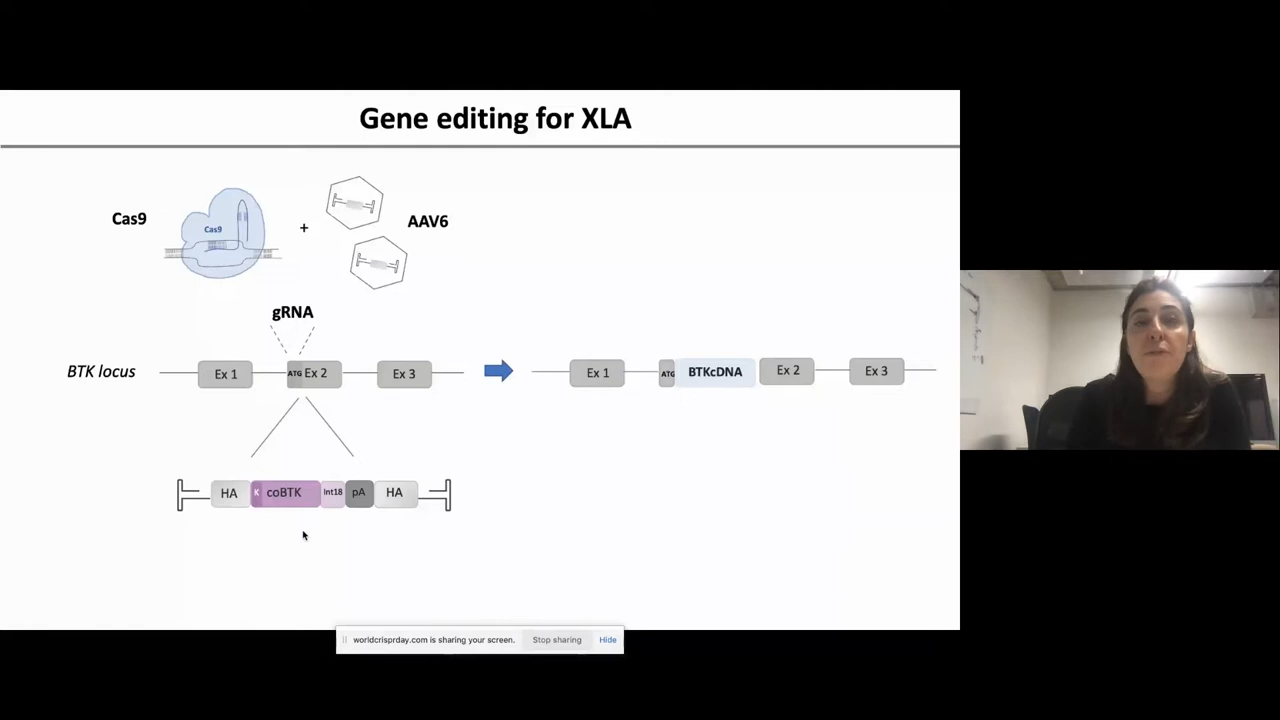 Gene editing for XLA
Cas9
Cas9
+
AAV6
gRNA
BTK locus
Ex 1
ATG
Ex 2
Ex 3
Ex 1
ATG
BTKcDNA
Ex 2
Ex 3
HA
K
coBTK
Int18
pA
HA
worldcrisprday.com is sharing your screen.
Stop sharing
Hide